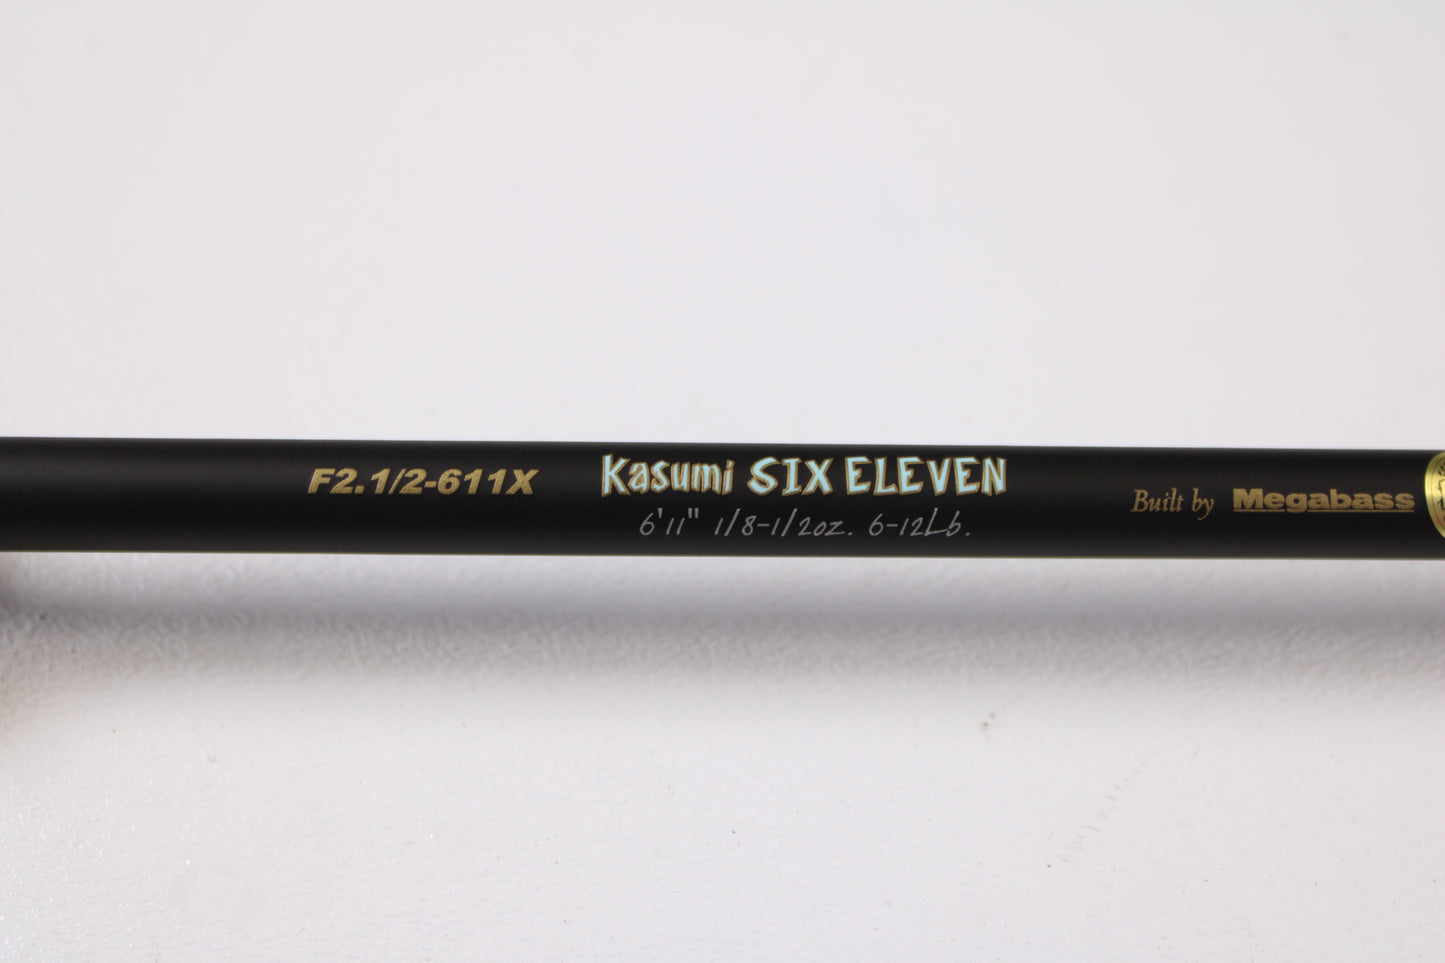 F2.1/2-611X
Kasumi SIX ELEVEN
6'11" 1/8-1/2oz. 6-12Lb.
Built by Megabass